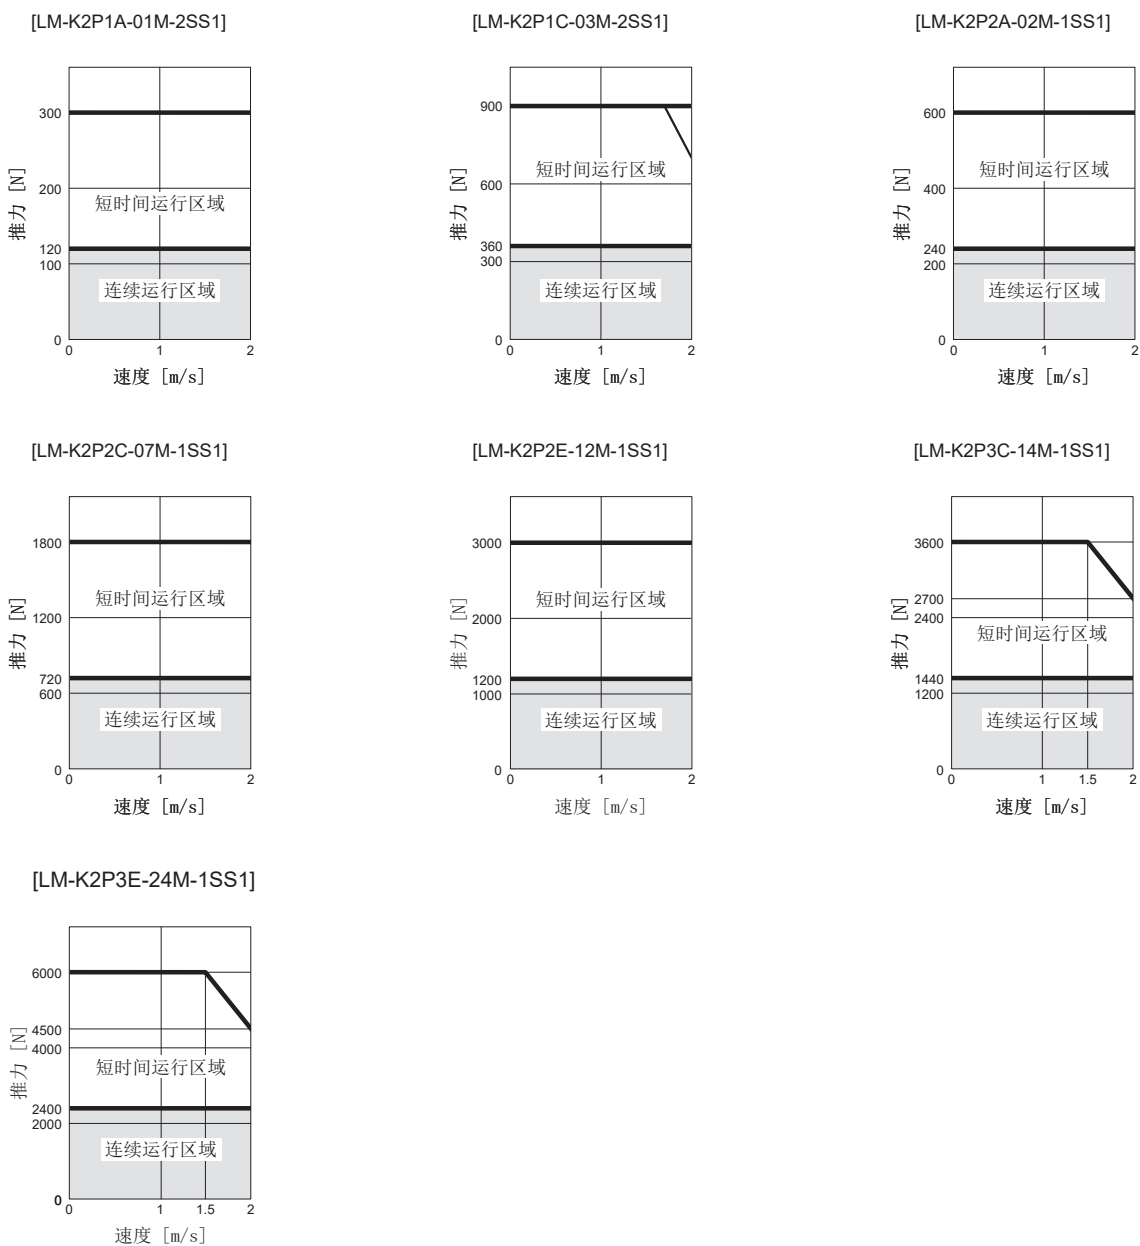 [LM-K2P1A-01M-2SS1]
推力 [N]
300
200
120
100
0
短时间运行区域
连续运行区域
0 1 2
速度 [m/s]
[LM-K2P1C-03M-2SS1]
推力 [N]
900
600
360
300
0
短时间运行区域
连续运行区域
0 1 2
速度 [m/s]
[LM-K2P2A-02M-1SS1]
推力 [N]
600
400
240
200
0
短时间运行区域
连续运行区域
0 1 2
速度 [m/s]
[LM-K2P2C-07M-1SS1]
推力 [N]
1800
1200
720
600
0
短时间运行区域
连续运行区域
0 1 2
速度 [m/s]
[LM-K2P2E-12M-1SS1]
推力 [N]
3000
2000
1200
1000
0
短时间运行区域
连续运行区域
0 1 2
速度 [m/s]
[LM-K2P3C-14M-1SS1]
推力 [N]
3600
2700
2400
1440
1200
0
短时间运行区域
连续运行区域
0 1 1.5 2
速度 [m/s]
[LM-K2P3E-24M-1SS1]
推力 [N]
6000
4500
4000
2400
2000
0
短时间运行区域
连续运行区域
0 1 1.5 2
速度 [m/s]